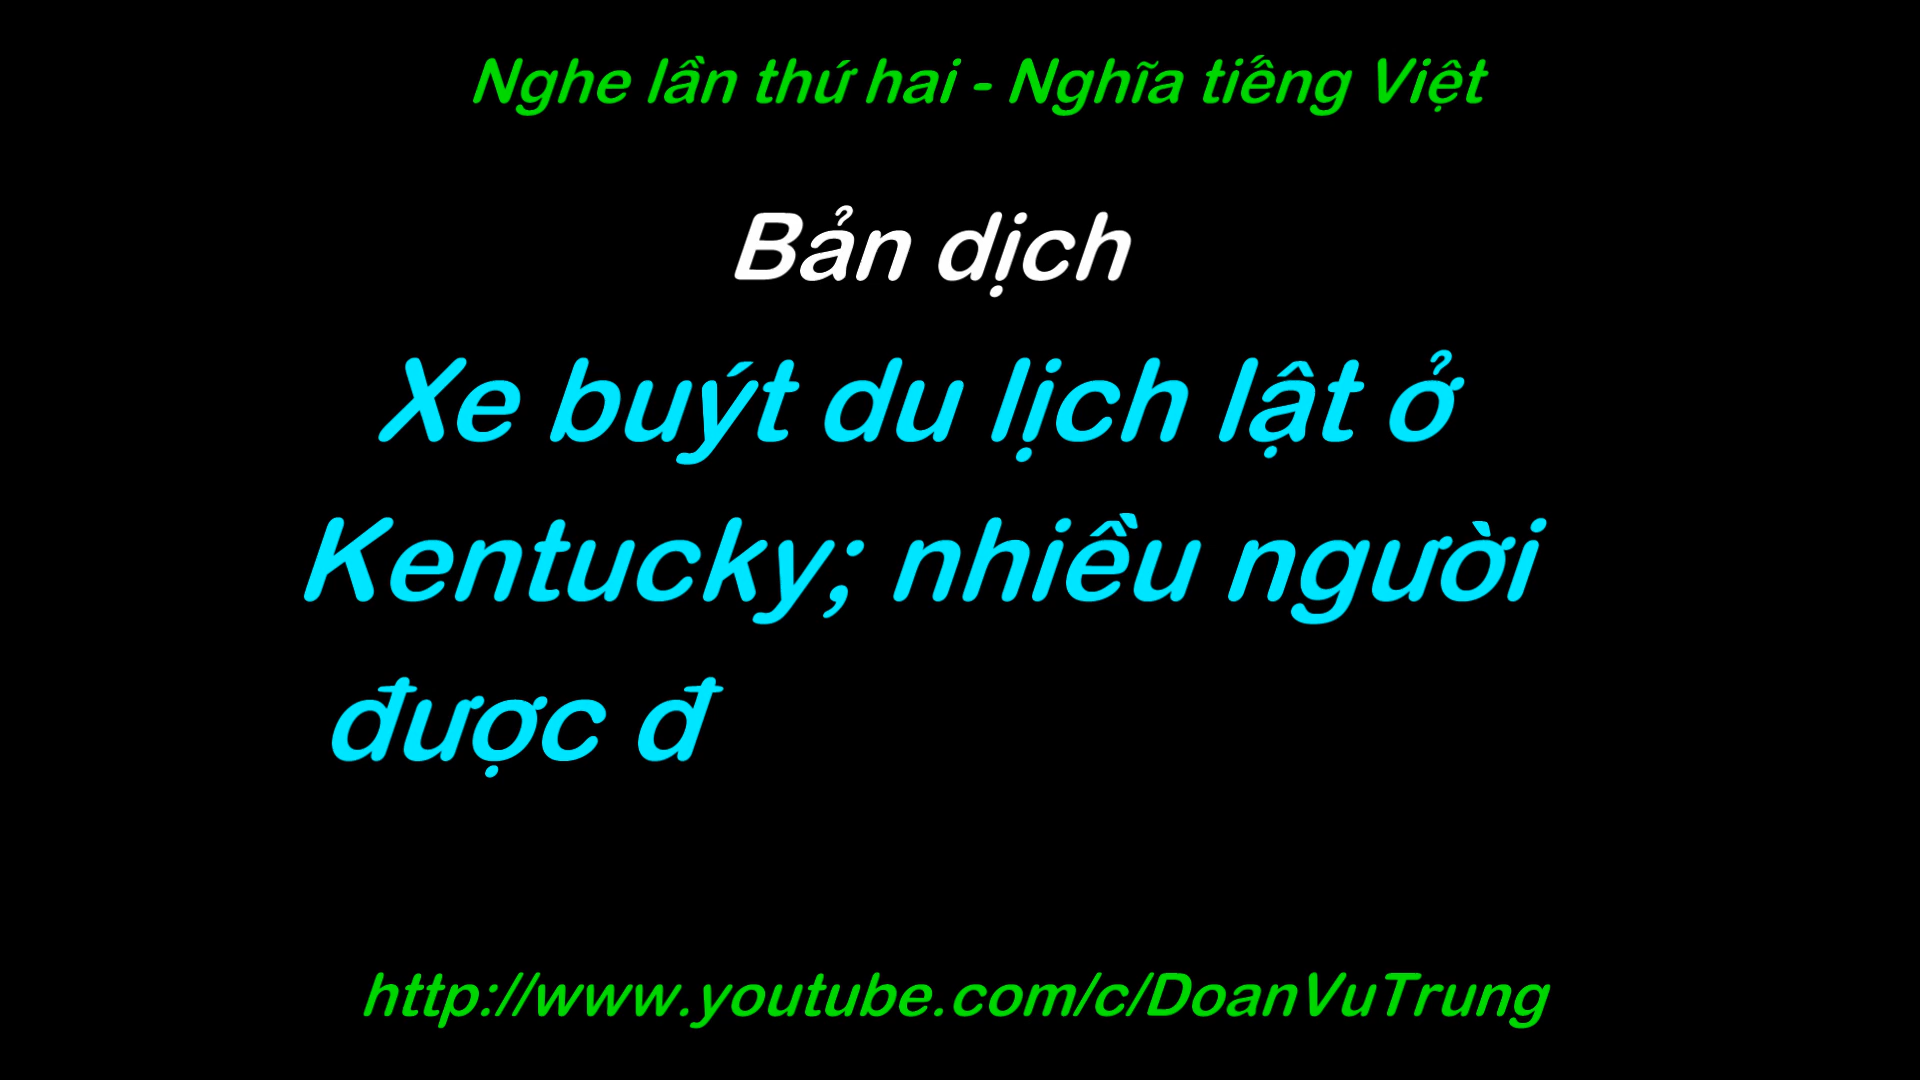 Nghe lần thứ hai - Nghĩa tiếng Việt
Bản dịch
Xe buýt du lịch lật ở
Kentucky; nhiều người
được đ
http://www.youtube.com/c/DoanVuTrung